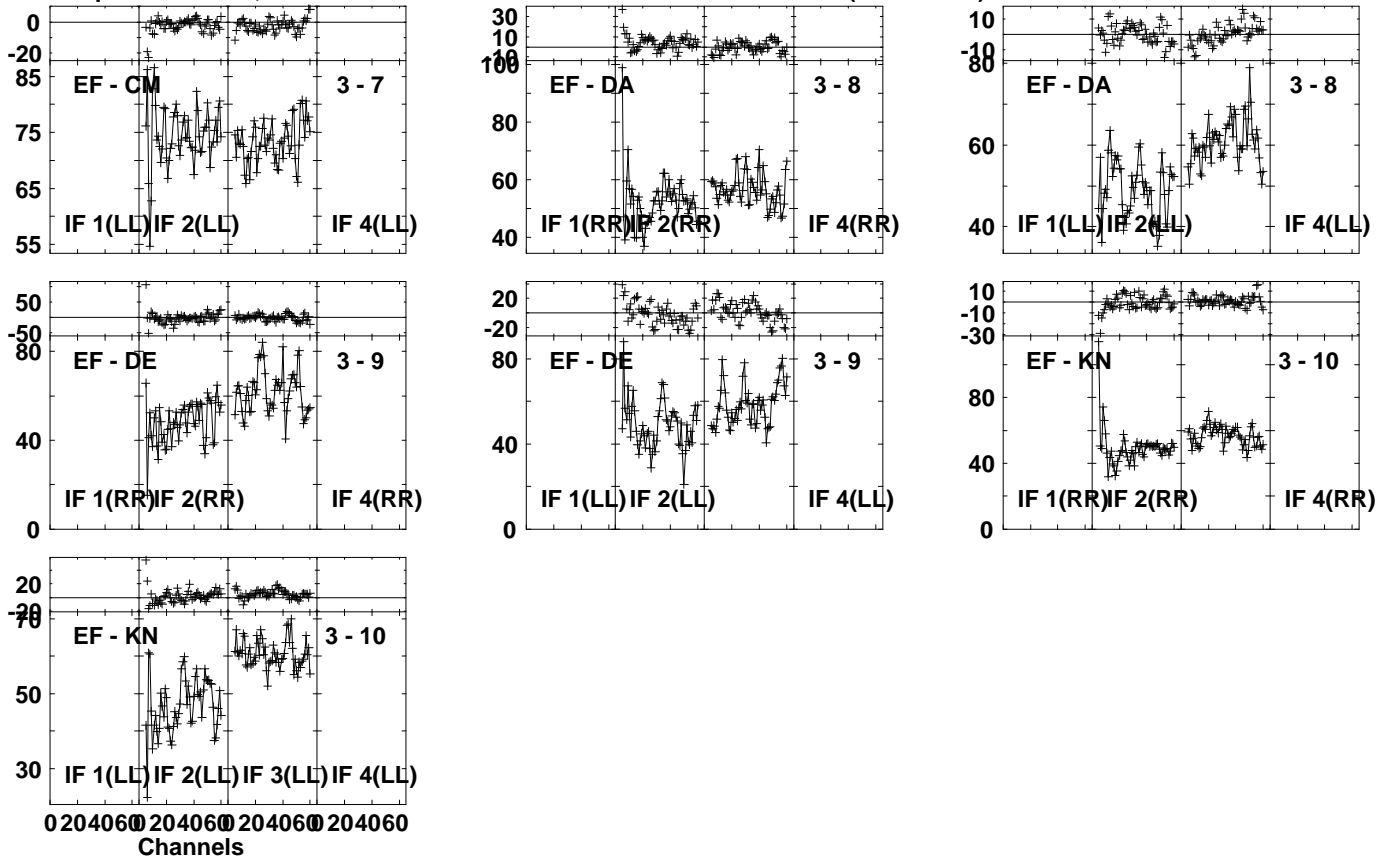 0
-20
EF - CM 3 - 7
85
75
65
55
IF 1(LL) IF 2(LL) IF 4(LL)
30
10
-10
100
EF - DA 3 - 8
80
60
40
IF 1(RR) IF 2(RR) IF 4(RR)
10
-10
80
EF - DA 3 - 8
60
40
IF 1(LL) IF 2(LL) IF 4(LL)
50
-50
80
EF - DE 3 - 9
40
0
IF 1(RR) IF 2(RR) IF 4(RR)
20
-20
80
EF - DE 3 - 9
40
0
IF 1(LL) IF 2(LL) IF 4(LL)
10
-10
-30
EF - KN 3 - 10
80
40
0
IF 1(RR) IF 2(RR) IF 4(RR)
20
-20
70
EF - KN 3 - 10
50
30
IF 1(LL) IF 2(LL) IF 3(LL) IF 4(LL)
0 20 40 60 0 20 40 60 0 20 40 60 0 20 40 60
Channels